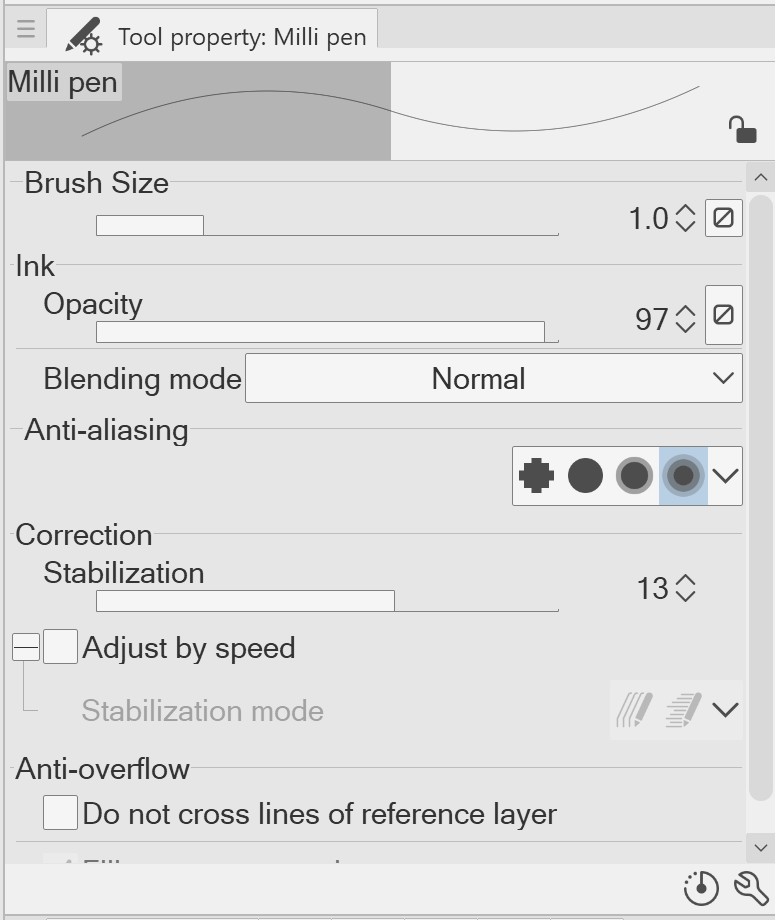 Tool property: Milli pen
Milli pen
Brush Size
1.0
Ink
Opacity
97
Blending mode Normal
Anti-aliasing
Correction
Stabilization
13
Adjust by speed
Stabilization mode
Anti-overflow
Do not cross lines of reference layer